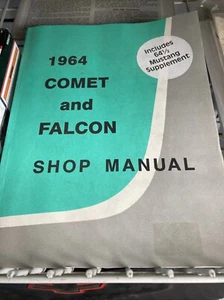 1964
COMET
and
FALCON
SHOP MANUAL
Includes
64½
Mustang
Supplement